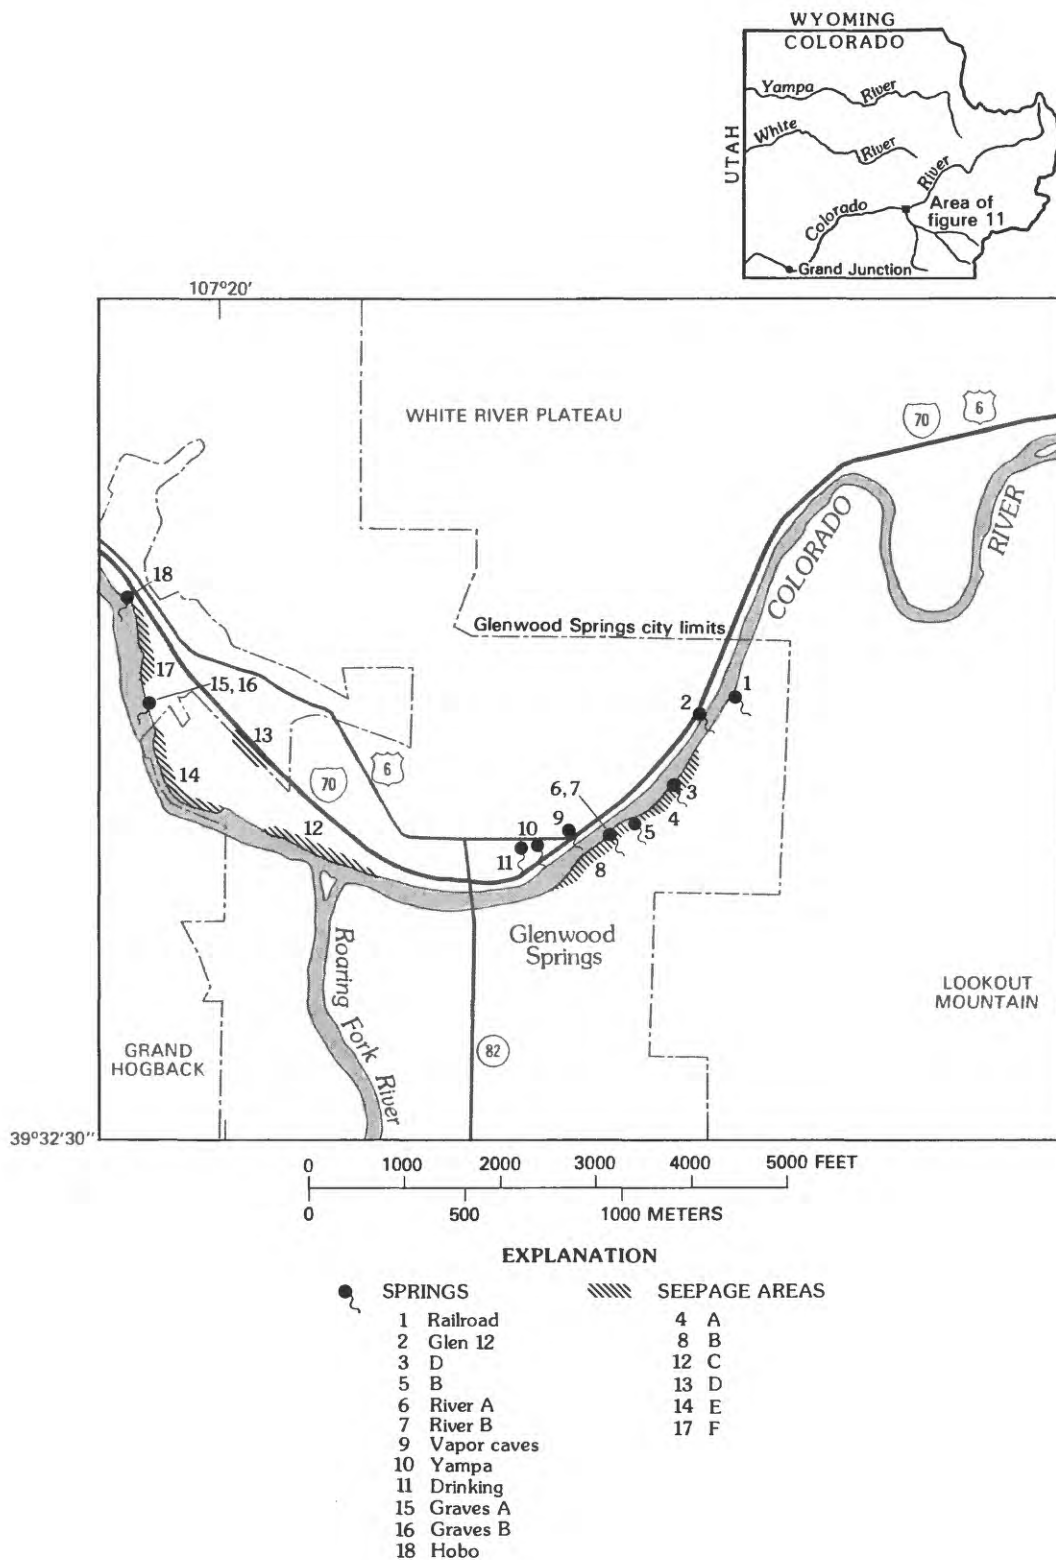 WYOMING
COLORADO
UTAH
Yampa River
White River
Colorado River
Area of
figure 11
Grand Junction
107°20'
WHITE RIVER PLATEAU
70
6
COLORADO RIVER
18
Glenwood Springs city limits
17
15, 16
1
2
13
14
70
6
6, 7
3
9
4
12
10
5
11
8
Glenwood
Springs
Roaring Fork River
LOOKOUT
MOUNTAIN
GRAND
HOGBACK
82
39°32'30"
0 1000 2000 3000 4000 5000 FEET
0 500 1000 METERS
EXPLANATION
SPRINGS
1 Railroad
2 Glen 12
3 D
5 B
6 River A
7 River B
9 Vapor caves
10 Yampa
11 Drinking
15 Graves A
16 Graves B
18 Hobo
SEEPAGE AREAS
4 A
8 B
12 C
13 D
14 E
17 F